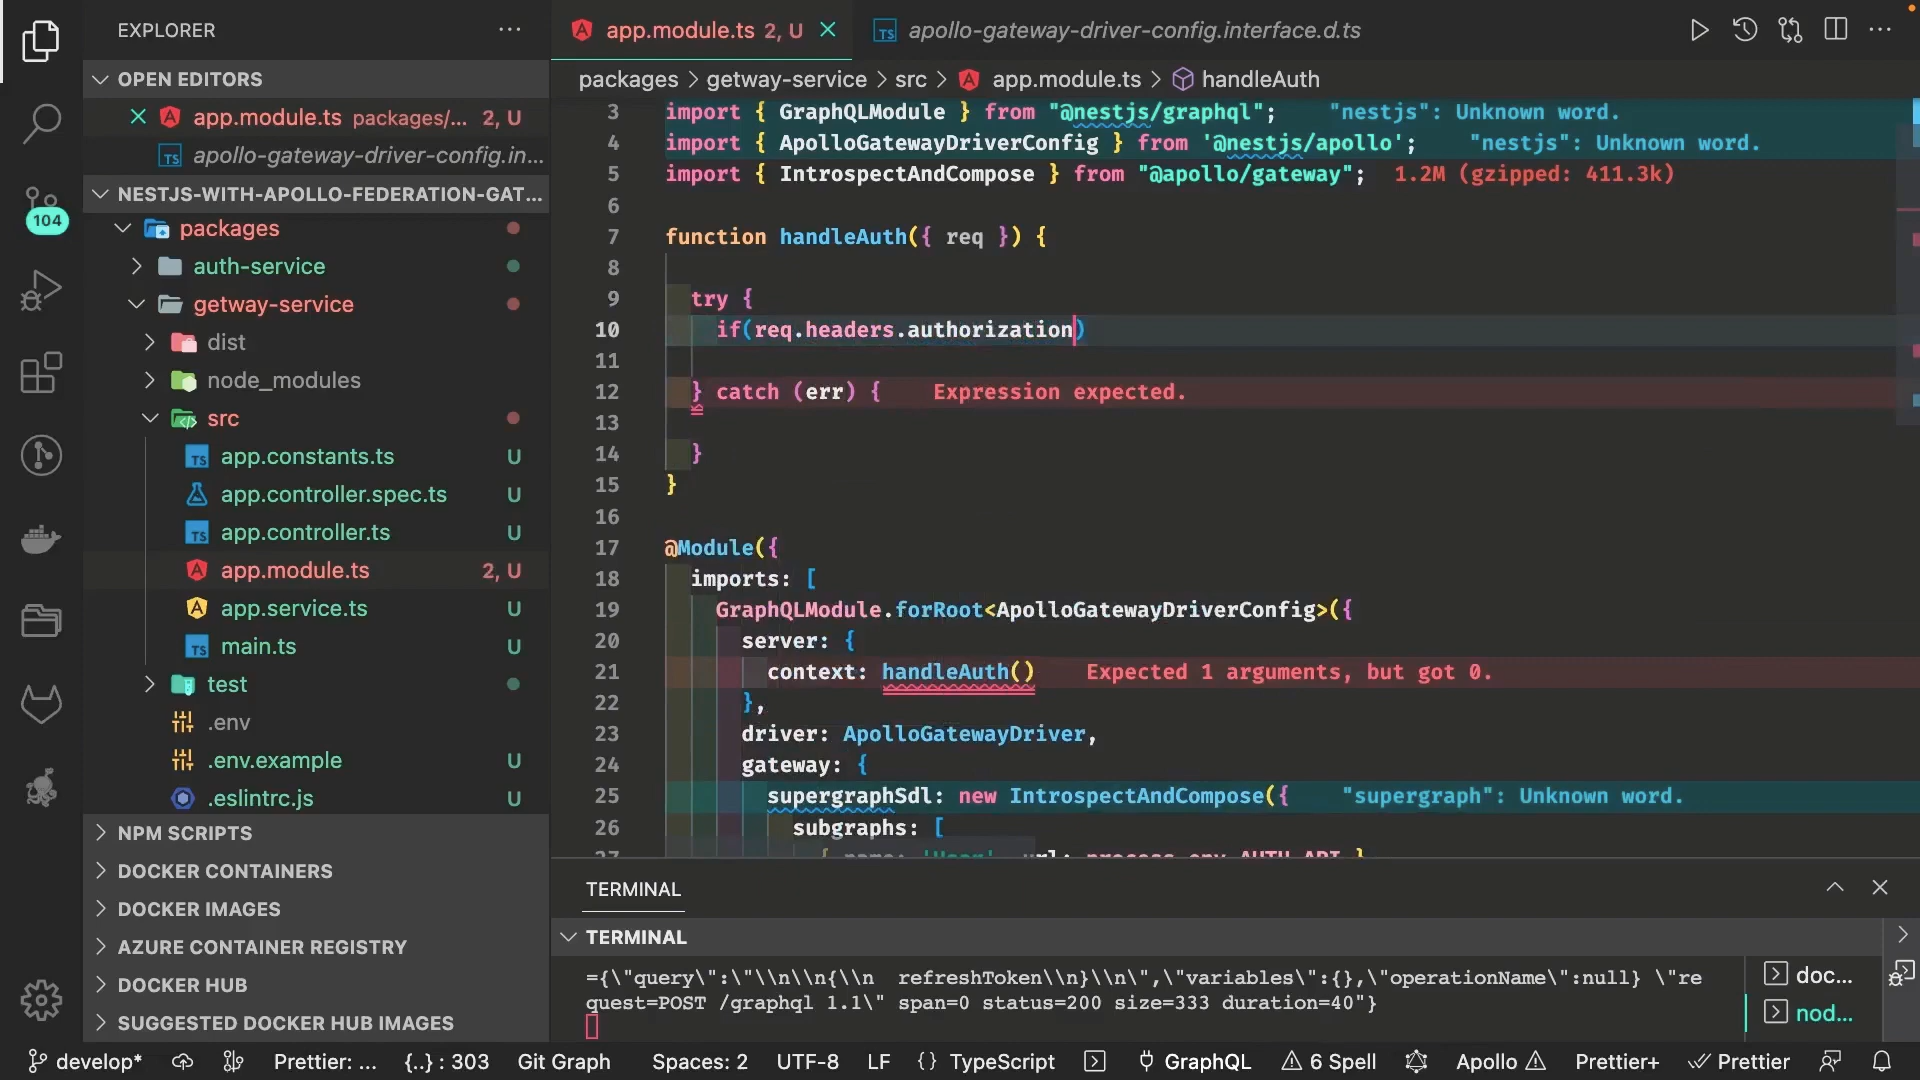 EXPLORER
OPEN EDITORS
app.module.ts packages/... 2, U
apollo-gateway-driver-config.in...
NESTJS-WITH-APOLLO-FEDERATION-GAT...
104
packages
auth-service
getway-service
dist
node_modules
src
app.constants.ts U
app.controller.spec.ts U
app.controller.ts U
app.module.ts 2, U
app.service.ts U
main.ts U
test
.env
.env.example U
.eslintrc.js U
NPM SCRIPTS
DOCKER CONTAINERS
DOCKER IMAGES
AZURE CONTAINER REGISTRY
DOCKER HUB
SUGGESTED DOCKER HUB IMAGES
app.module.ts 2, U
apollo-gateway-driver-config.interface.d.ts
packages > getway-service > src > app.module.ts > handleAuth
3 import { GraphQLModule } from "@nestjs/graphql"; "nestjs": Unknown word.
4 import { ApolloGatewayDriverConfig } from '@nestjs/apollo'; "nestjs": Unknown word.
5 import { IntrospectAndCompose } from "@apollo/gateway"; 1.2M (gzipped: 411.3k)
6
7 function handleAuth({ req }) {
8
9 try {
10 if(req.headers.authorization)
11
12 } catch (err) { Expression expected.
13
14 }
15 }
16
17 @Module({
18 imports: [
19 GraphQLModule.forRoot<ApolloGatewayDriverConfig>({
20 server: {
21 context: handleAuth() Expected 1 arguments, but got 0.
22 },
23 driver: ApolloGatewayDriver,
24 gateway: {
25 supergraphSdl: new IntrospectAndCompose({ "supergraph": Unknown word.
26 subgraphs: [
27 { name: 'User', url: process.env.AUTH_API }
TERMINAL
TERMINAL
={\"query\":\"\\n\\n{\\n  refreshToken\\n}\\n\",\"variables\":{},\"operationName\":null} \"re
quest=POST /graphql 1.1\" span=0 status=200 size=333 duration=40"}
doc...
nod...
develop* Prettier: ... {..} : 303 Git Graph Spaces: 2 UTF-8 LF {} TypeScript GraphQL 6 Spell Apollo Prettier+ Prettier